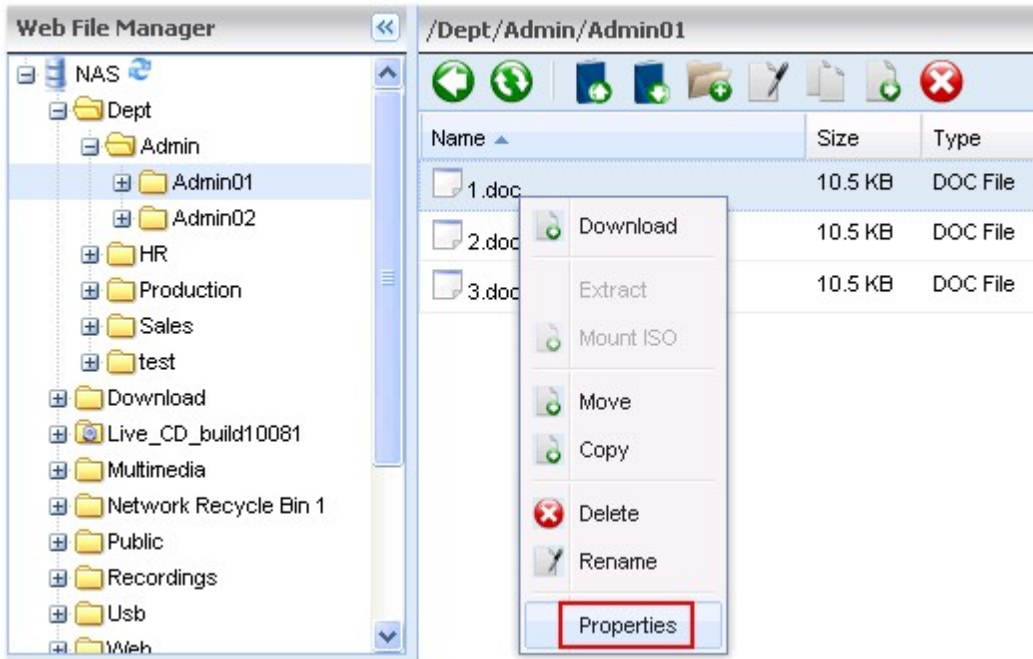 Web File Manager
NAS
Dept
Admin
Admin01
Admin02
HR
Production
Sales
test
Download
Live_CD_build10081
Multimedia
Network Recycle Bin 1
Public
Recordings
Usb
Web
/Dept/Admin/Admin01
Name Size Type
1.doc 10.5 KB DOC File
2.doc 10.5 KB DOC File
3.doc 10.5 KB DOC File
Download
Extract
Mount ISO
Move
Copy
Delete
Rename
Properties